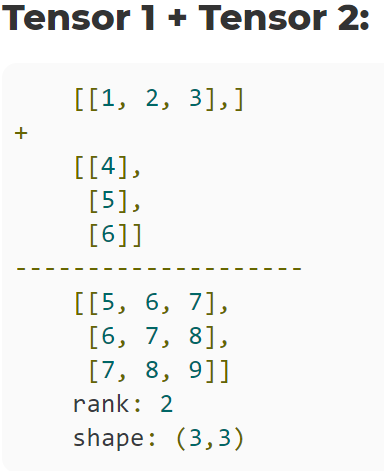 Tensor 1 + Tensor 2:
[[1, 2, 3],]
+
[[4],
[5],
[6]]
--------------------
[[5, 6, 7],
[6, 7, 8],
[7, 8, 9]]
rank: 2
shape: (3,3)